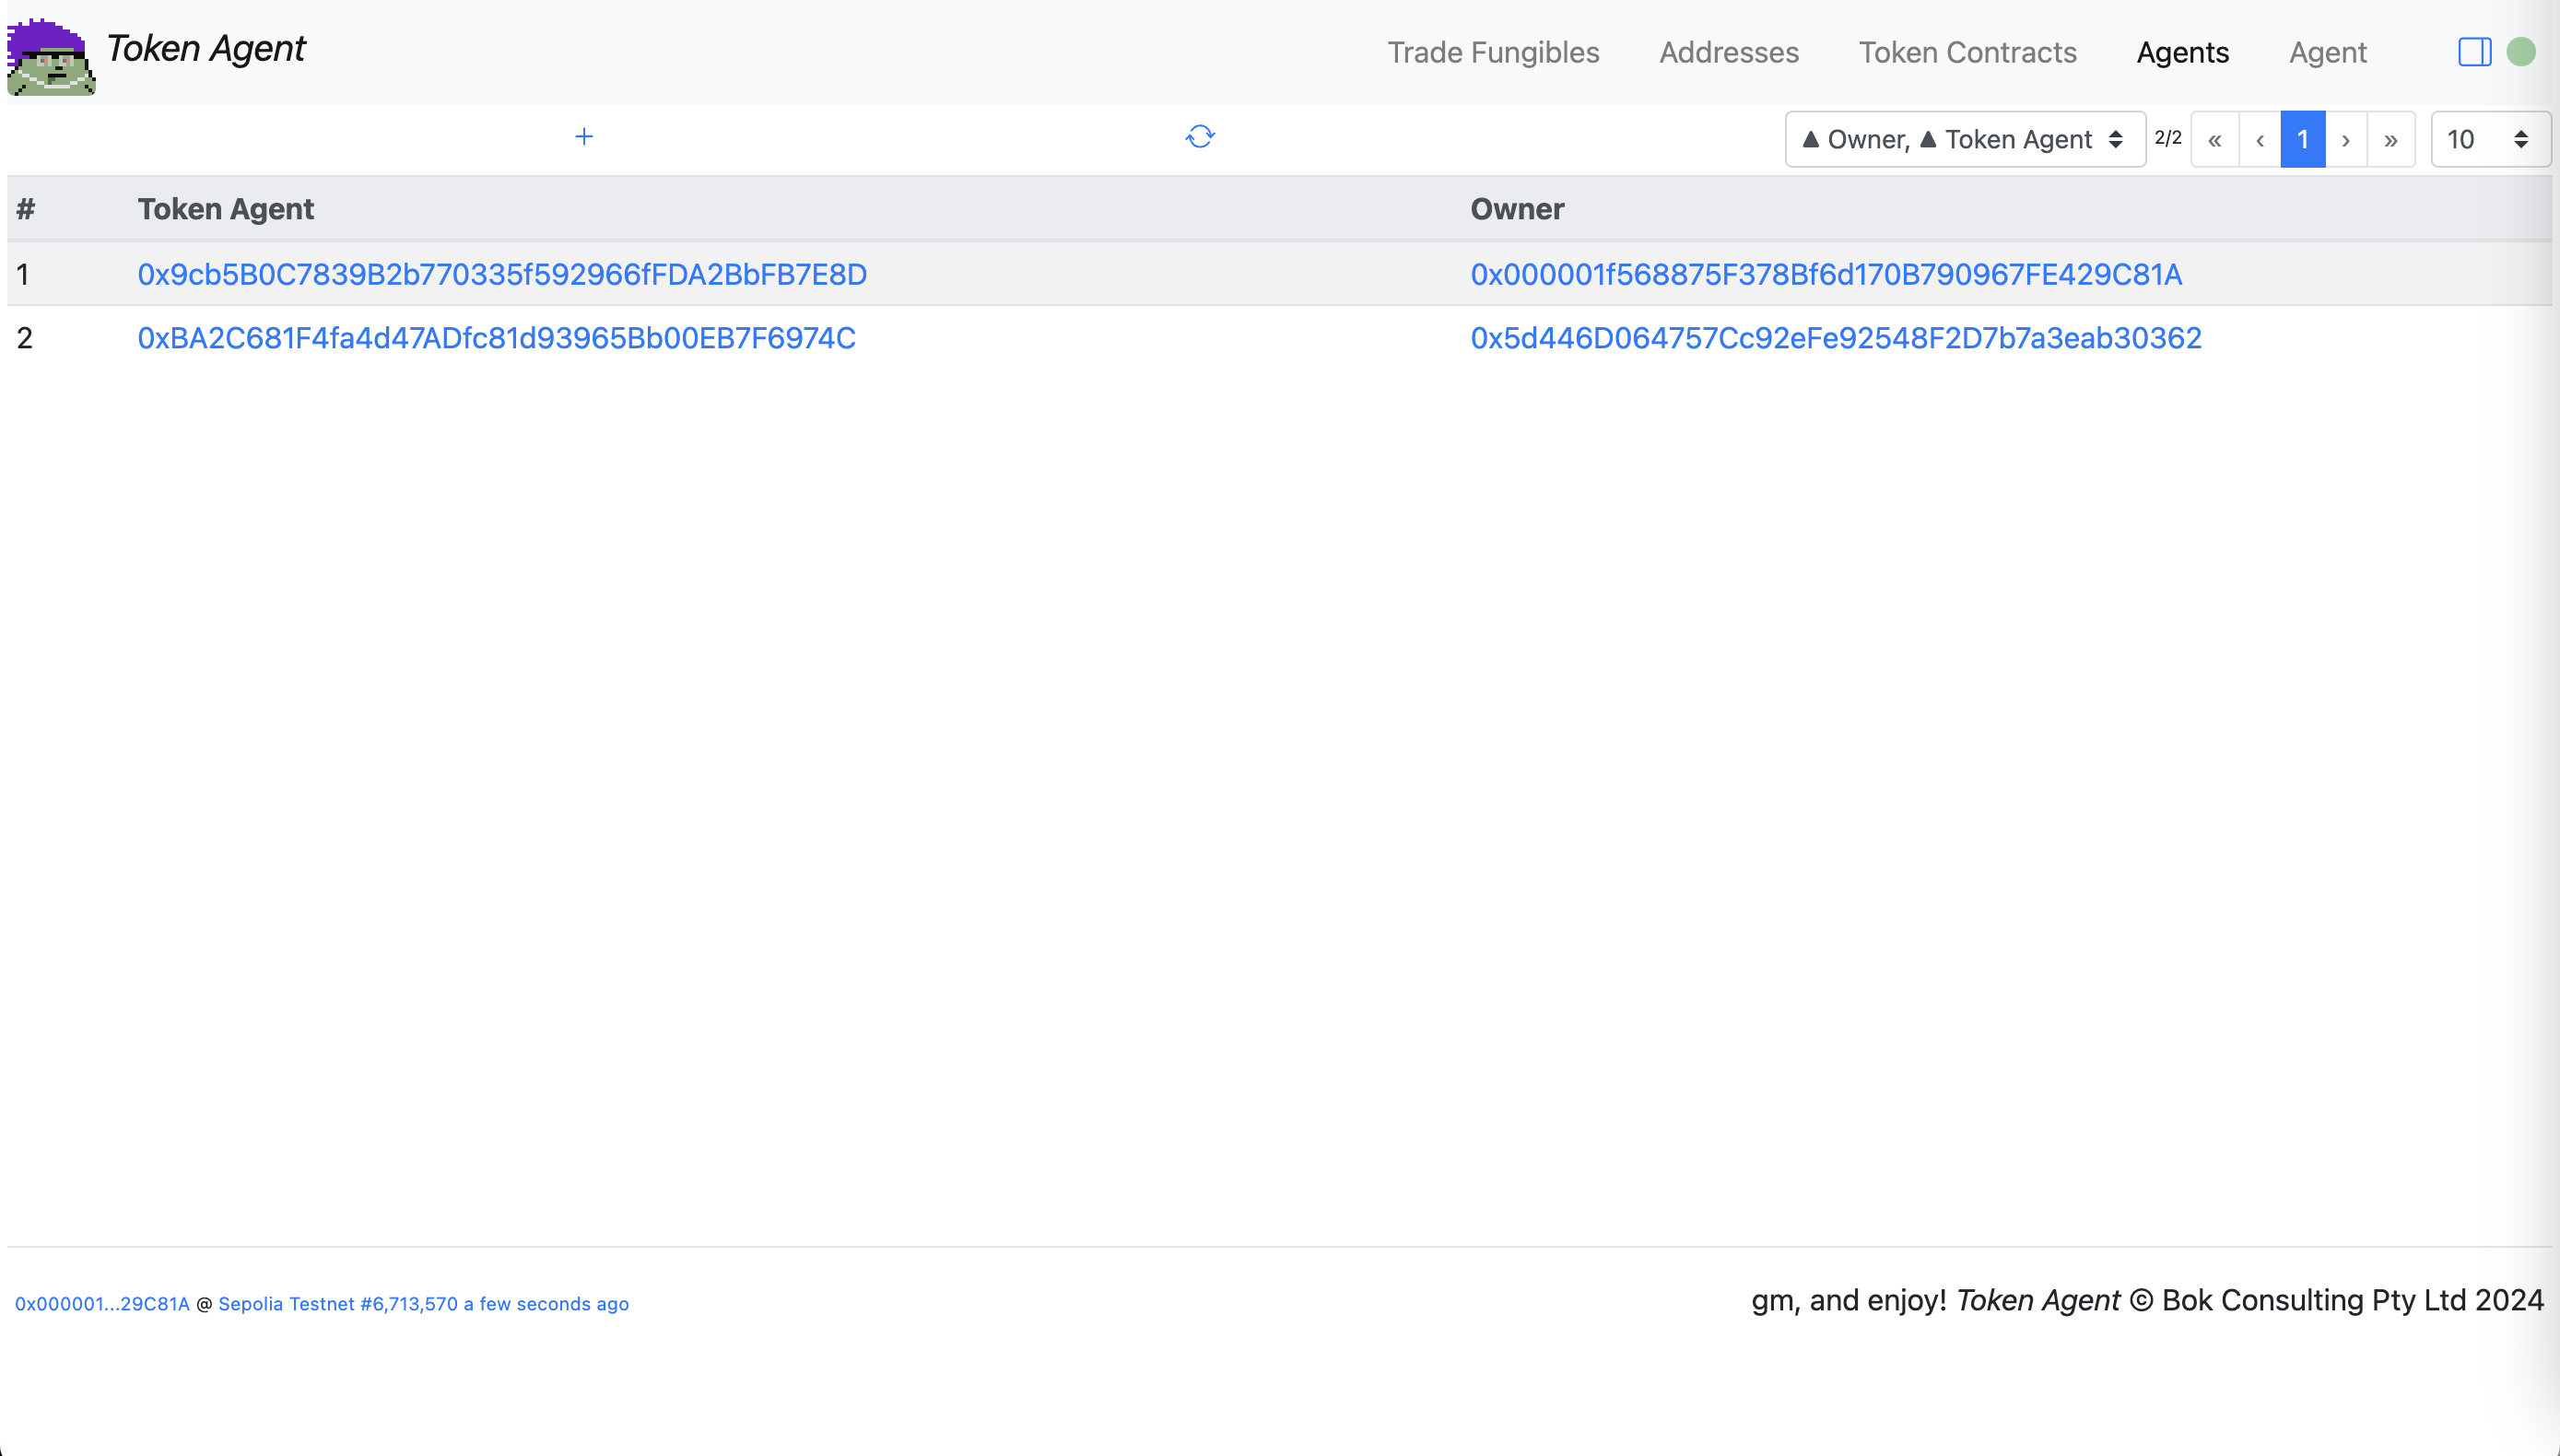 Token Agent
Trade Fungibles Addresses Token Contracts Agents Agent
+
▲ Owner, ▲ Token Agent 2/2 « ‹ 1 › » 10
# Token Agent Owner
1 0x9cb5B0C7839B2b770335f592966fFDA2BbFB7E8D 0x000001f568875F378Bf6d170B790967FE429C81A
2 0xBA2C681F4fa4d47ADfc81d93965Bb00EB7F6974C 0x5d446D064757Cc92eFe92548F2D7b7a3eab30362
0x000001...29C81A @ Sepolia Testnet #6,713,570 a few seconds ago
gm, and enjoy! Token Agent © Bok Consulting Pty Ltd 2024